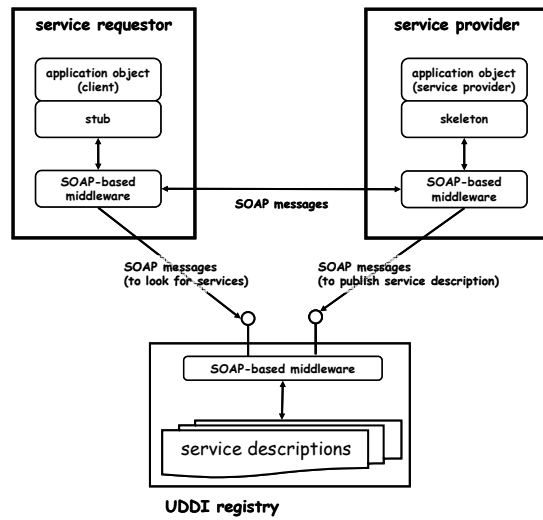 service requestor
application object
(client)
stub
SOAP-based
middleware
service provider
application object
(service provider)
skeleton
SOAP-based
middleware
SOAP messages
SOAP messages
(to look for services)
SOAP messages
(to publish service description)
SOAP-based middleware
service descriptions
UDDI registry